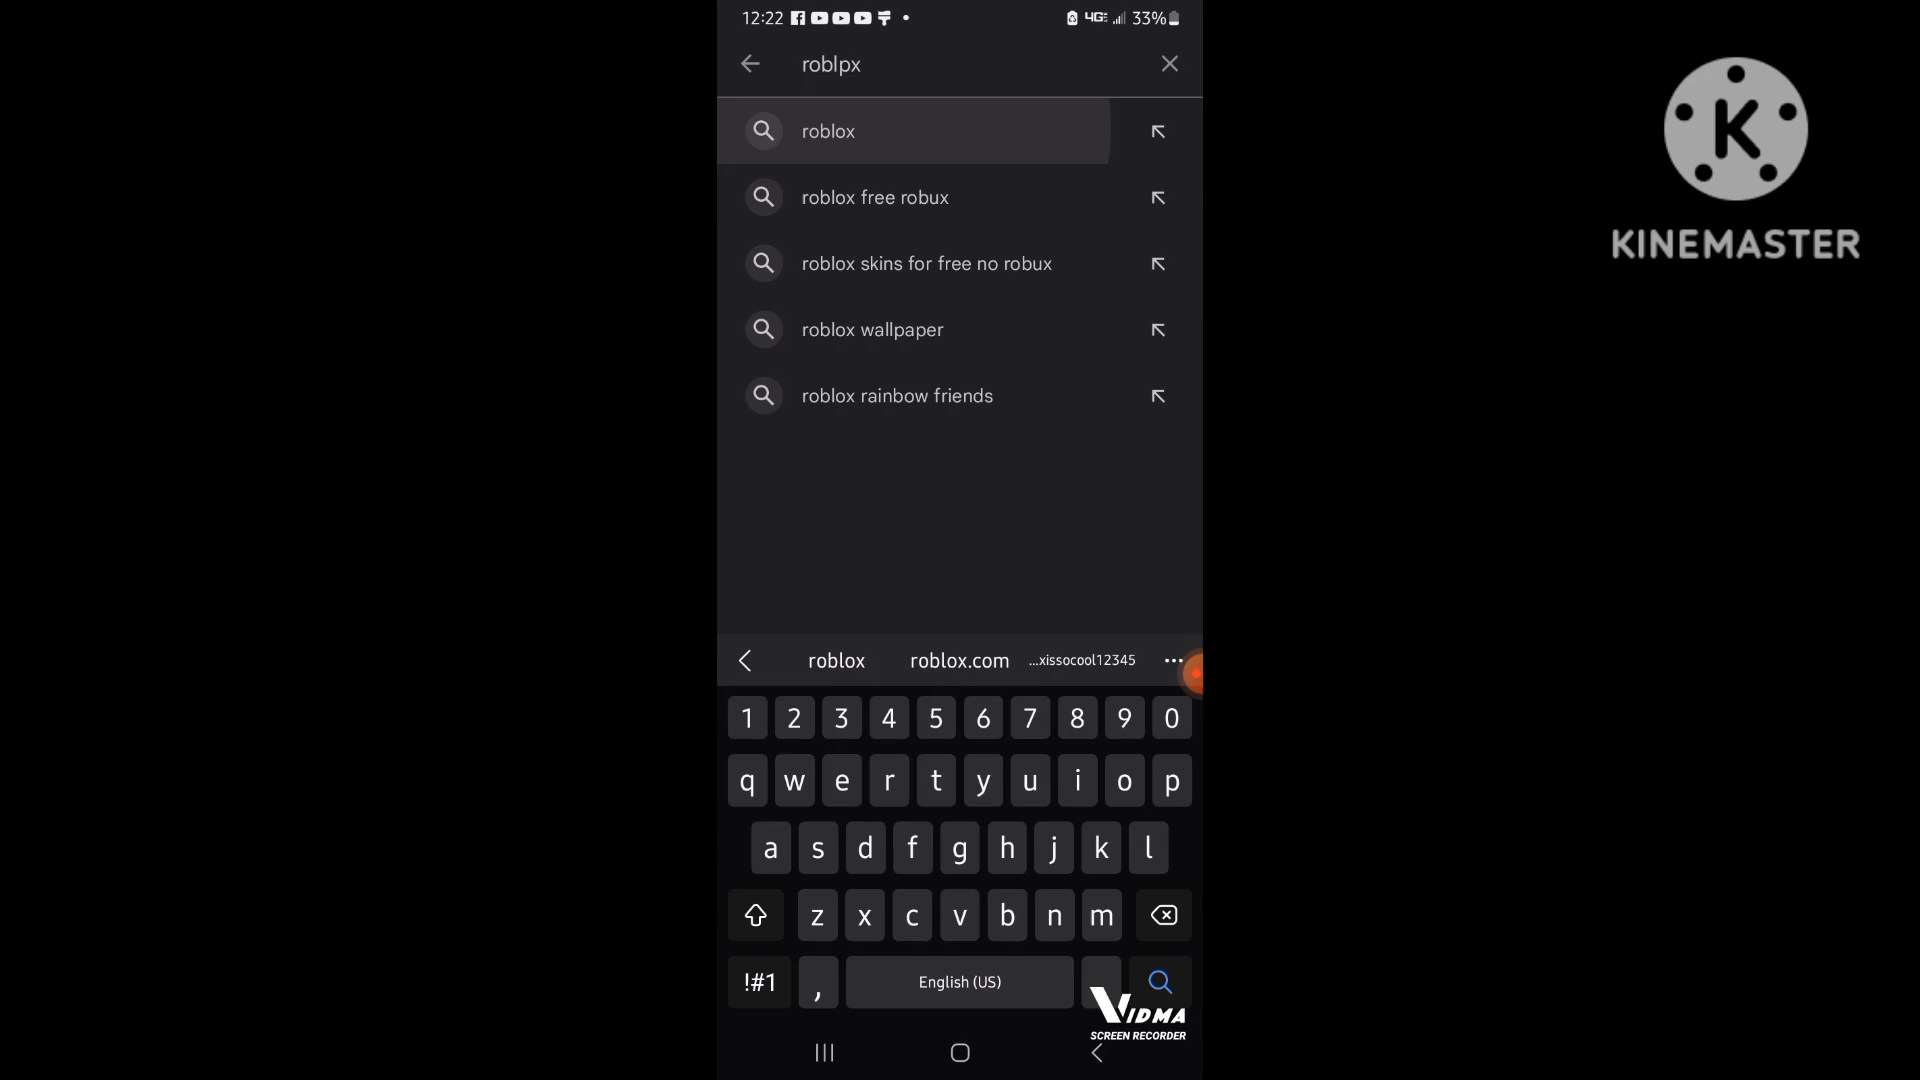 12:22 4G 33%
roblpx
roblox
roblox free robux
roblox skins for free no robux
roblox wallpaper
roblox rainbow friends
roblox roblox.com ...xissocool12345 ...
1 2 3 4 5 6 7 8 9 0
q w e r t y u i o p
a s d f g h j k l
z x c v b n m
!#1 , English (US)
VIDMA
SCREEN RECORDER
K
KINEMASTER